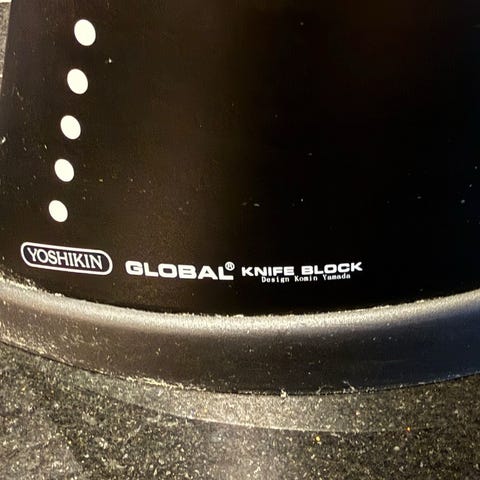 YOSHIKIN GLOBAL® KNIFE BLOCK
Design Komin Yamada